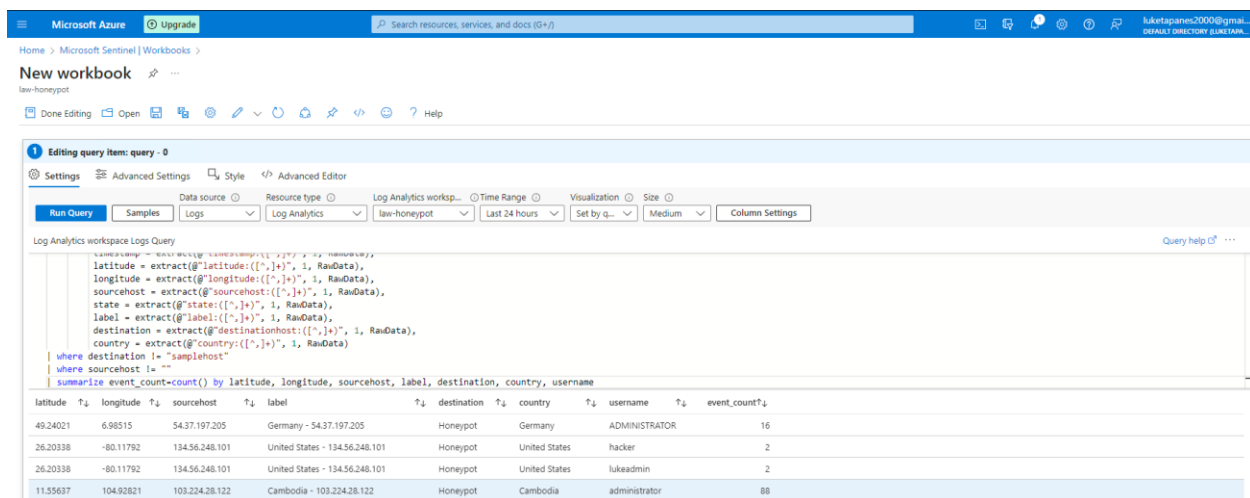 Microsoft Azure Upgrade Search resources, services, and docs (G+/) luketapanes2000@gmai...
DEFAULT DIRECTORY (LUKETAPA...
Home > Microsoft Sentinel | Workbooks >
New workbook ...
law-honeypot
Done Editing Open </> ? Help
1 Editing query item: query - 0
Settings Advanced Settings Style </> Advanced Editor
Data source Resource type Log Analytics worksp... Time Range Visualization Size
Run Query Samples Logs Log Analytics law-honeypot Last 24 hours Set by q... Medium Column Settings
Log Analytics workspace Logs Query Query help ...
timestamp = extract(@"timestamp:([^,]+)", 1, RawData),
latitude = extract(@"latitude:([^,]+)", 1, RawData),
longitude = extract(@"longitude:([^,]+)", 1, RawData),
sourcehost = extract(@"sourcehost:([^,]+)", 1, RawData),
state = extract(@"state:([^,]+)", 1, RawData),
label = extract(@"label:([^,]+)", 1, RawData),
destination = extract(@"destinationhost:([^,]+)", 1, RawData),
country = extract(@"country:([^,]+)", 1, RawData)
| where destination != "samplehost"
| where sourcehost != ""
| summarize event_count=count() by latitude, longitude, sourcehost, label, destination, country, username
latitude ↑↓ longitude ↑↓ sourcehost ↑↓ label ↑↓ destination ↑↓ country ↑↓ username ↑↓ event_count↑↓
49.24021 6.98515 54.37.197.205 Germany - 54.37.197.205 Honeypot Germany ADMINISTRATOR 16
26.20338 -80.11792 134.56.248.101 United States - 134.56.248.101 Honeypot United States hacker 2
26.20338 -80.11792 134.56.248.101 United States - 134.56.248.101 Honeypot United States lukeadmin 2
11.55637 104.92821 103.224.28.122 Cambodia - 103.224.28.122 Honeypot Cambodia administrator 88